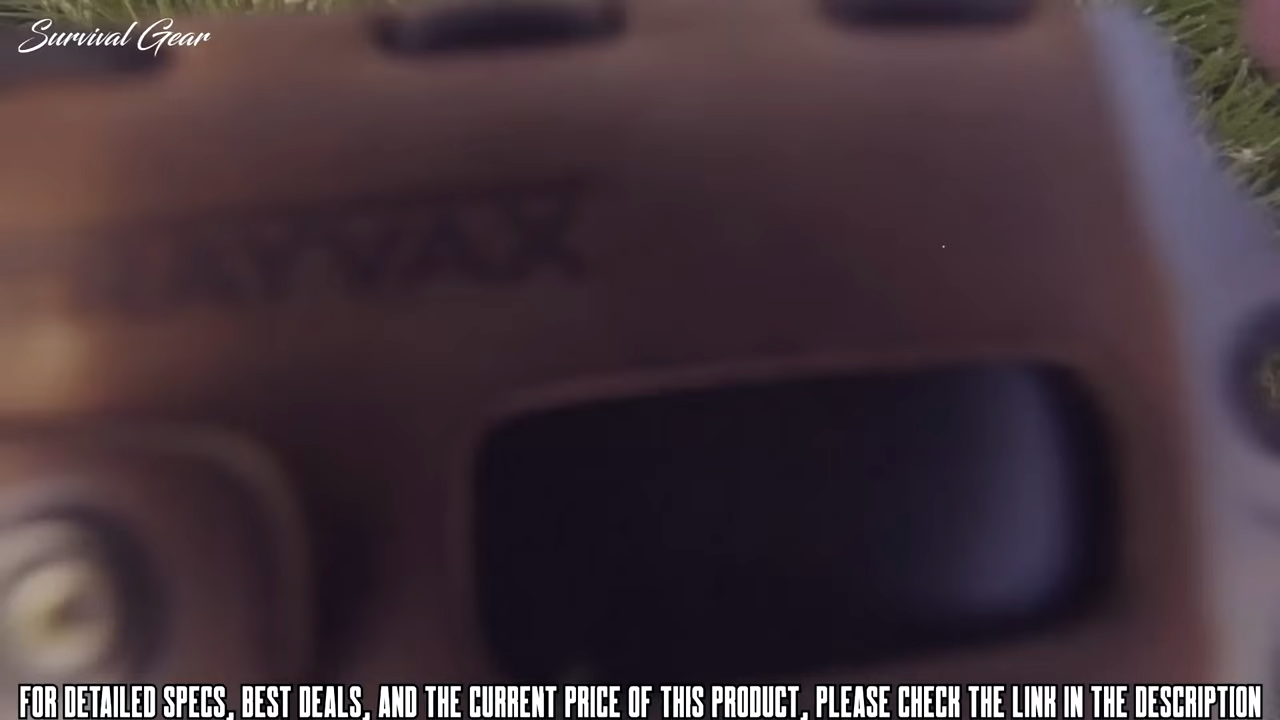 Survival Gear
FOR DETAILED SPECS, BEST DEALS, AND THE CURRENT PRICE OF THIS PRODUCT, PLEASE CHECK THE LINK IN THE DESCRIPTION